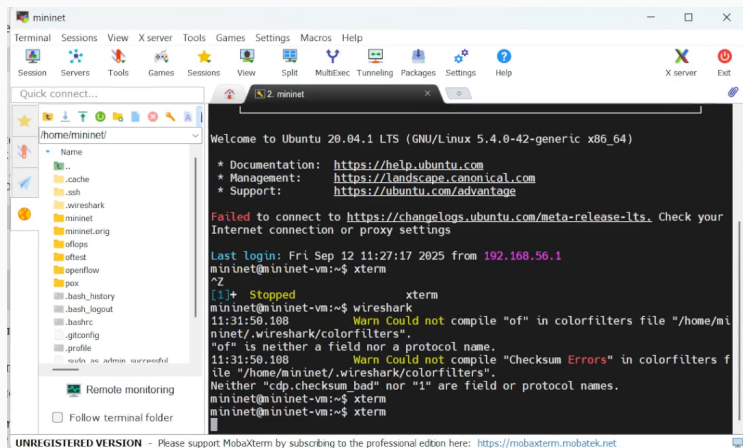 mininet
Terminal Sessions View X server Tools Games Settings Macros Help
Session Servers Tools Games Sessions View Split MultiExec Tunneling Packages Settings Help X server Exit
Quick connect...
2. mininet
/home/mininet/
Name
..
.cache
.ssh
.wireshark
mininet
mininet.orig
oflops
oftest
openflow
pox
.bash_history
.bash_logout
.bashrc
.gitconfig
.profile
.sudo_as_admin_successful
Remote monitoring
Follow terminal folder
Welcome to Ubuntu 20.04.1 LTS (GNU/Linux 5.4.0-42-generic x86_64)
* Documentation: https://help.ubuntu.com
* Management: https://landscape.canonical.com
* Support: https://ubuntu.com/advantage
Failed to connect to https://changelogs.ubuntu.com/meta-release-lts. Check your
Internet connection or proxy settings
Last login: Fri Sep 12 11:27:17 2025 from 192.168.56.1
mininet@mininet-vm:~$ xterm
^Z
[1]+ Stopped xterm
mininet@mininet-vm:~$ wireshark
11:31:50.108 Warn Could not compile "of" in colorfilters file "/home/mi
ninet/.wireshark/colorfilters".
"of" is neither a field nor a protocol name.
11:31:50.108 Warn Could not compile "Checksum Errors" in colorfilters f
ile "/home/mininet/.wireshark/colorfilters".
Neither "cdp.checksum_bad" nor "1" are field or protocol names.
mininet@mininet-vm:~$ xterm
mininet@mininet-vm:~$ xterm
UNREGISTERED VERSION - Please support MobaXterm by subscribing to the professional edition here: https://mobaxterm.mobatek.net